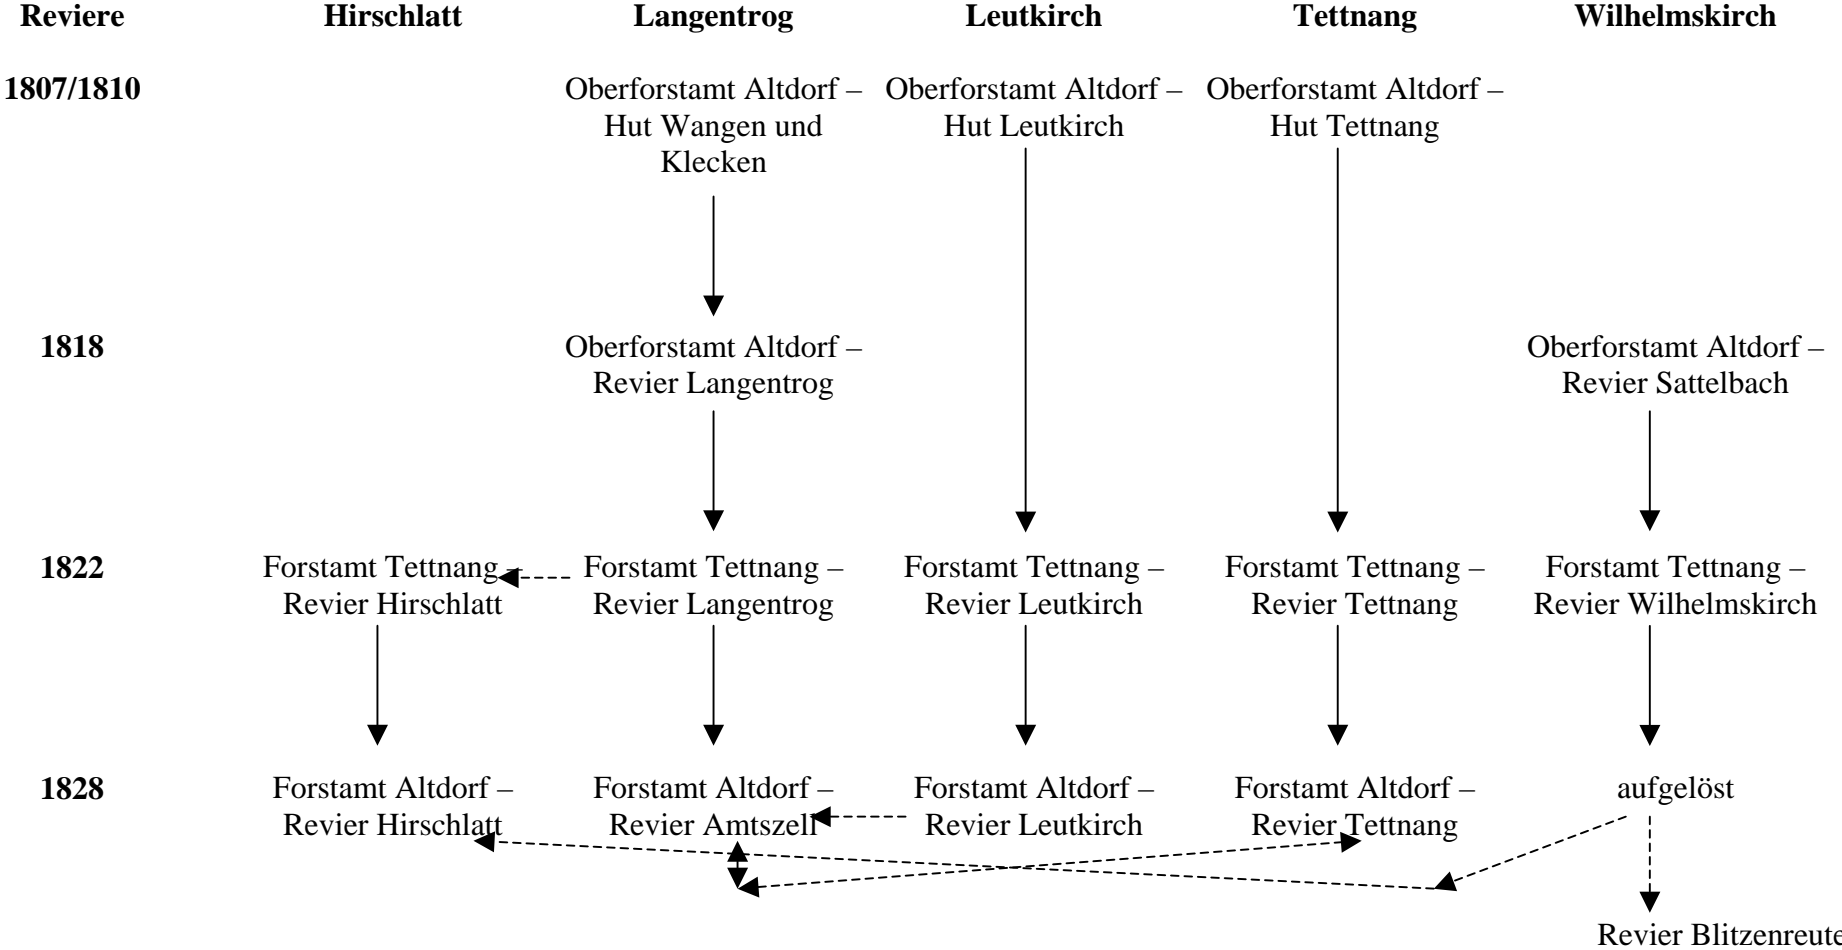 Reviere Hirschlatt Langentrog Leutkirch Tettnang Wilhelmskirch
1807/1810 Oberforstamt Altdorf – Oberforstamt Altdorf – Oberforstamt Altdorf –
Hut Wangen und Hut Leutkirch Hut Tettnang
Klecken
1818 Oberforstamt Altdorf – Oberforstamt Altdorf –
Revier Langentrog Revier Sattelbach
1822 Forstamt Tettnang – Forstamt Tettnang – Forstamt Tettnang – Forstamt Tettnang – Forstamt Tettnang –
Revier Hirschlatt Revier Langentrog Revier Leutkirch Revier Tettnang Revier Wilhelmskirch
1828 Forstamt Altdorf – Forstamt Altdorf – Forstamt Altdorf – Forstamt Altdorf – aufgelöst
Revier Hirschlatt Revier Amtszell Revier Leutkirch Revier Tettnang
Revier Blitzenreute